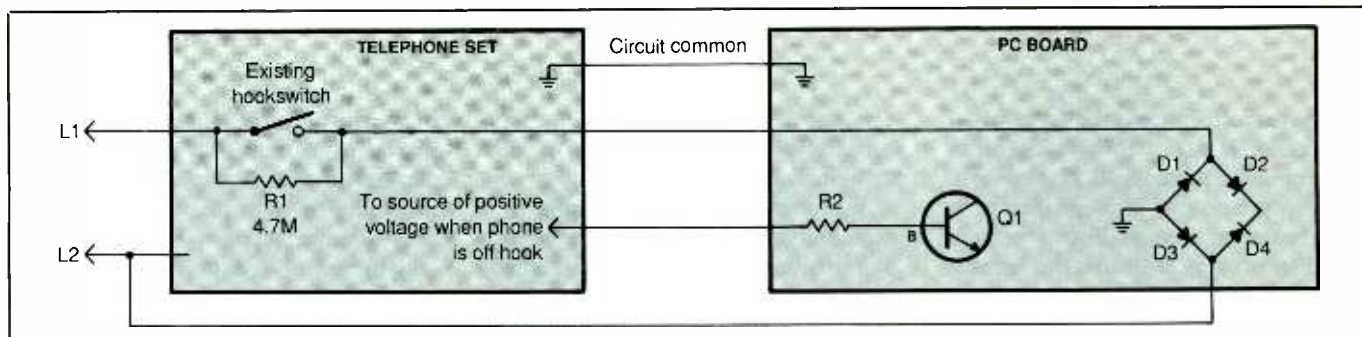 TELEPHONE SET
Circuit common
PC BOARD
Existing
hookswitch
L1
D1
D2
R1
4.7M
To source of positive
voltage when phone
is off hook
R2
B
Q1
L2
D3
D4